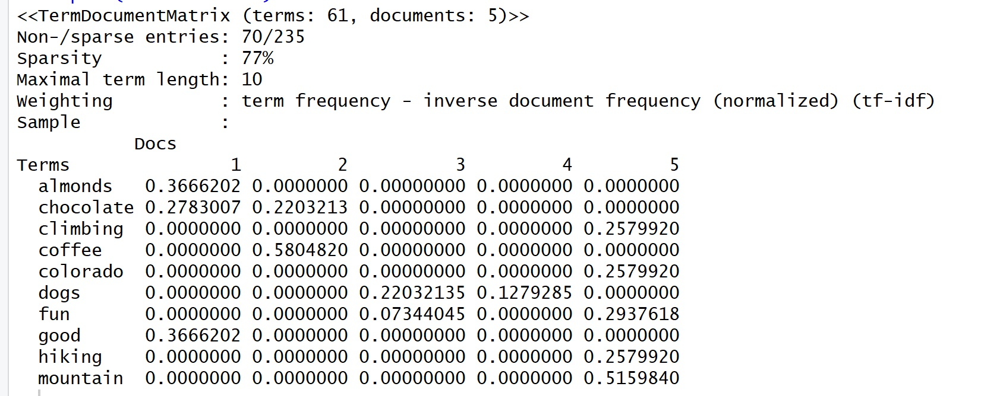 <<TermDocumentMatrix (terms: 61, documents: 5)>>
Non-/sparse entries: 70/235
Sparsity           : 77%
Maximal term length: 10
Weighting          : term frequency - inverse document frequency (normalized) (tf-idf)
Sample             :
           Docs
Terms               1         2          3         4         5
  almonds   0.3666202 0.0000000 0.00000000 0.0000000 0.0000000
  chocolate 0.2783007 0.2203213 0.00000000 0.0000000 0.0000000
  climbing  0.0000000 0.0000000 0.00000000 0.0000000 0.2579920
  coffee    0.0000000 0.5804820 0.00000000 0.0000000 0.0000000
  colorado  0.0000000 0.0000000 0.00000000 0.0000000 0.2579920
  dogs      0.0000000 0.0000000 0.22032135 0.1279285 0.0000000
  fun       0.0000000 0.0000000 0.07344045 0.0000000 0.2937618
  good      0.3666202 0.0000000 0.00000000 0.0000000 0.0000000
  hiking    0.0000000 0.0000000 0.00000000 0.0000000 0.2579920
  mountain  0.0000000 0.0000000 0.00000000 0.0000000 0.5159840